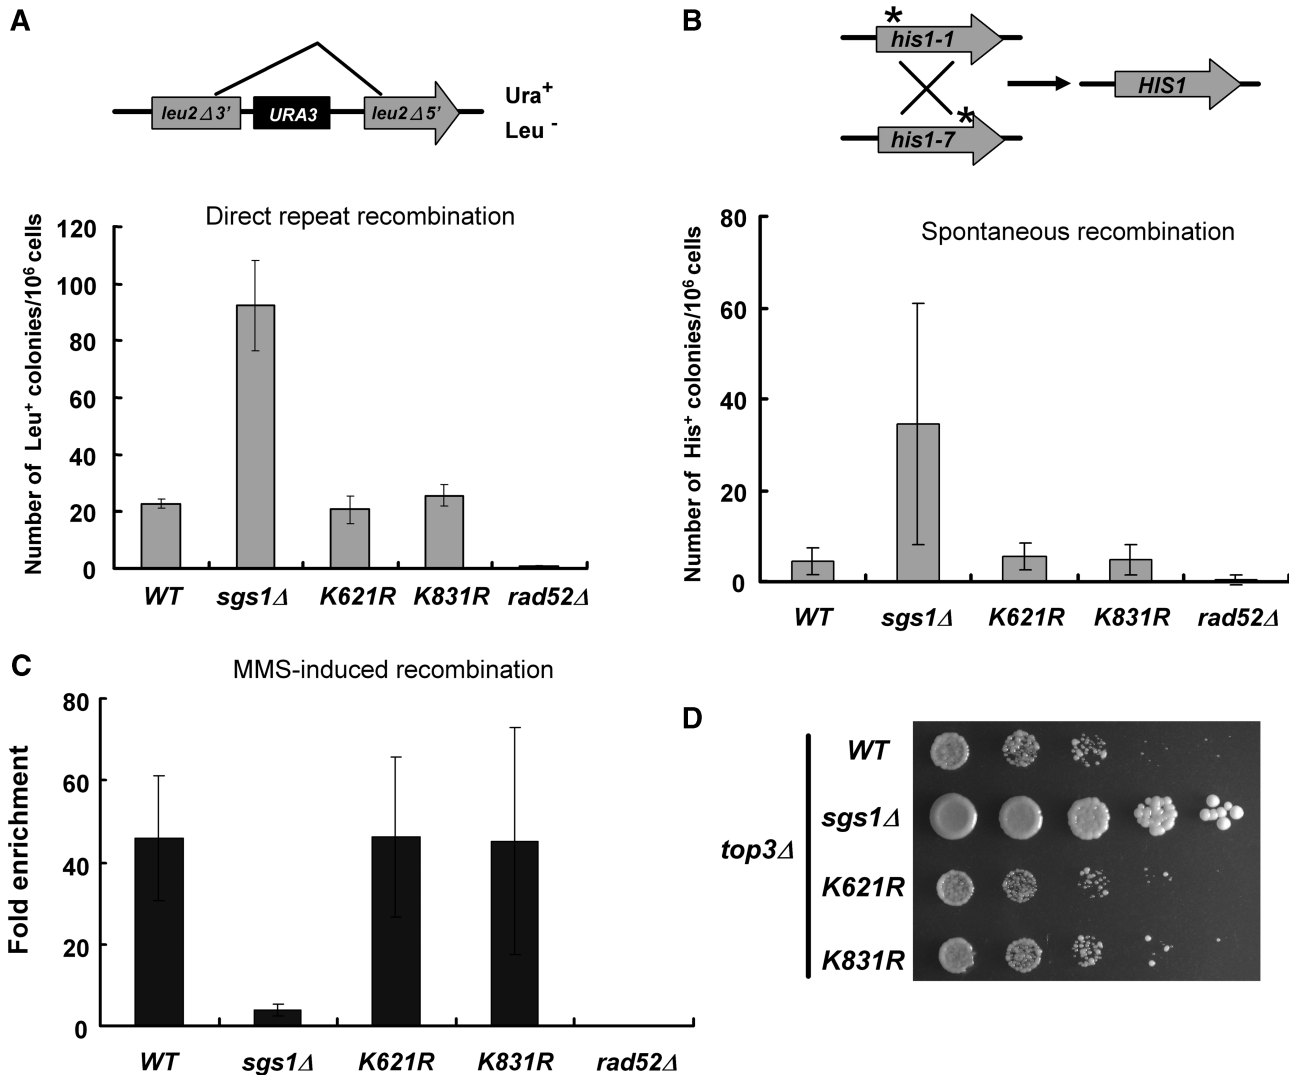 A
leu2Δ3'
URA3
leu2Δ5'
Ura+
Leu -
Direct repeat recombination
Number of Leu+ colonies/10^6 cells
120
100
80
60
40
20
0
WT sgs1Δ K621R K831R rad52Δ
B
*
his1-1
HIS1
*
his1-7
Spontaneous recombination
Number of His+ colonies/10^6 cells
80
60
40
20
0
WT sgs1Δ K621R K831R rad52Δ
C
MMS-induced recombination
Fold enrichment
80
60
40
20
0
WT sgs1Δ K621R K831R rad52Δ
D
top3Δ
WT
sgs1Δ
K621R
K831R